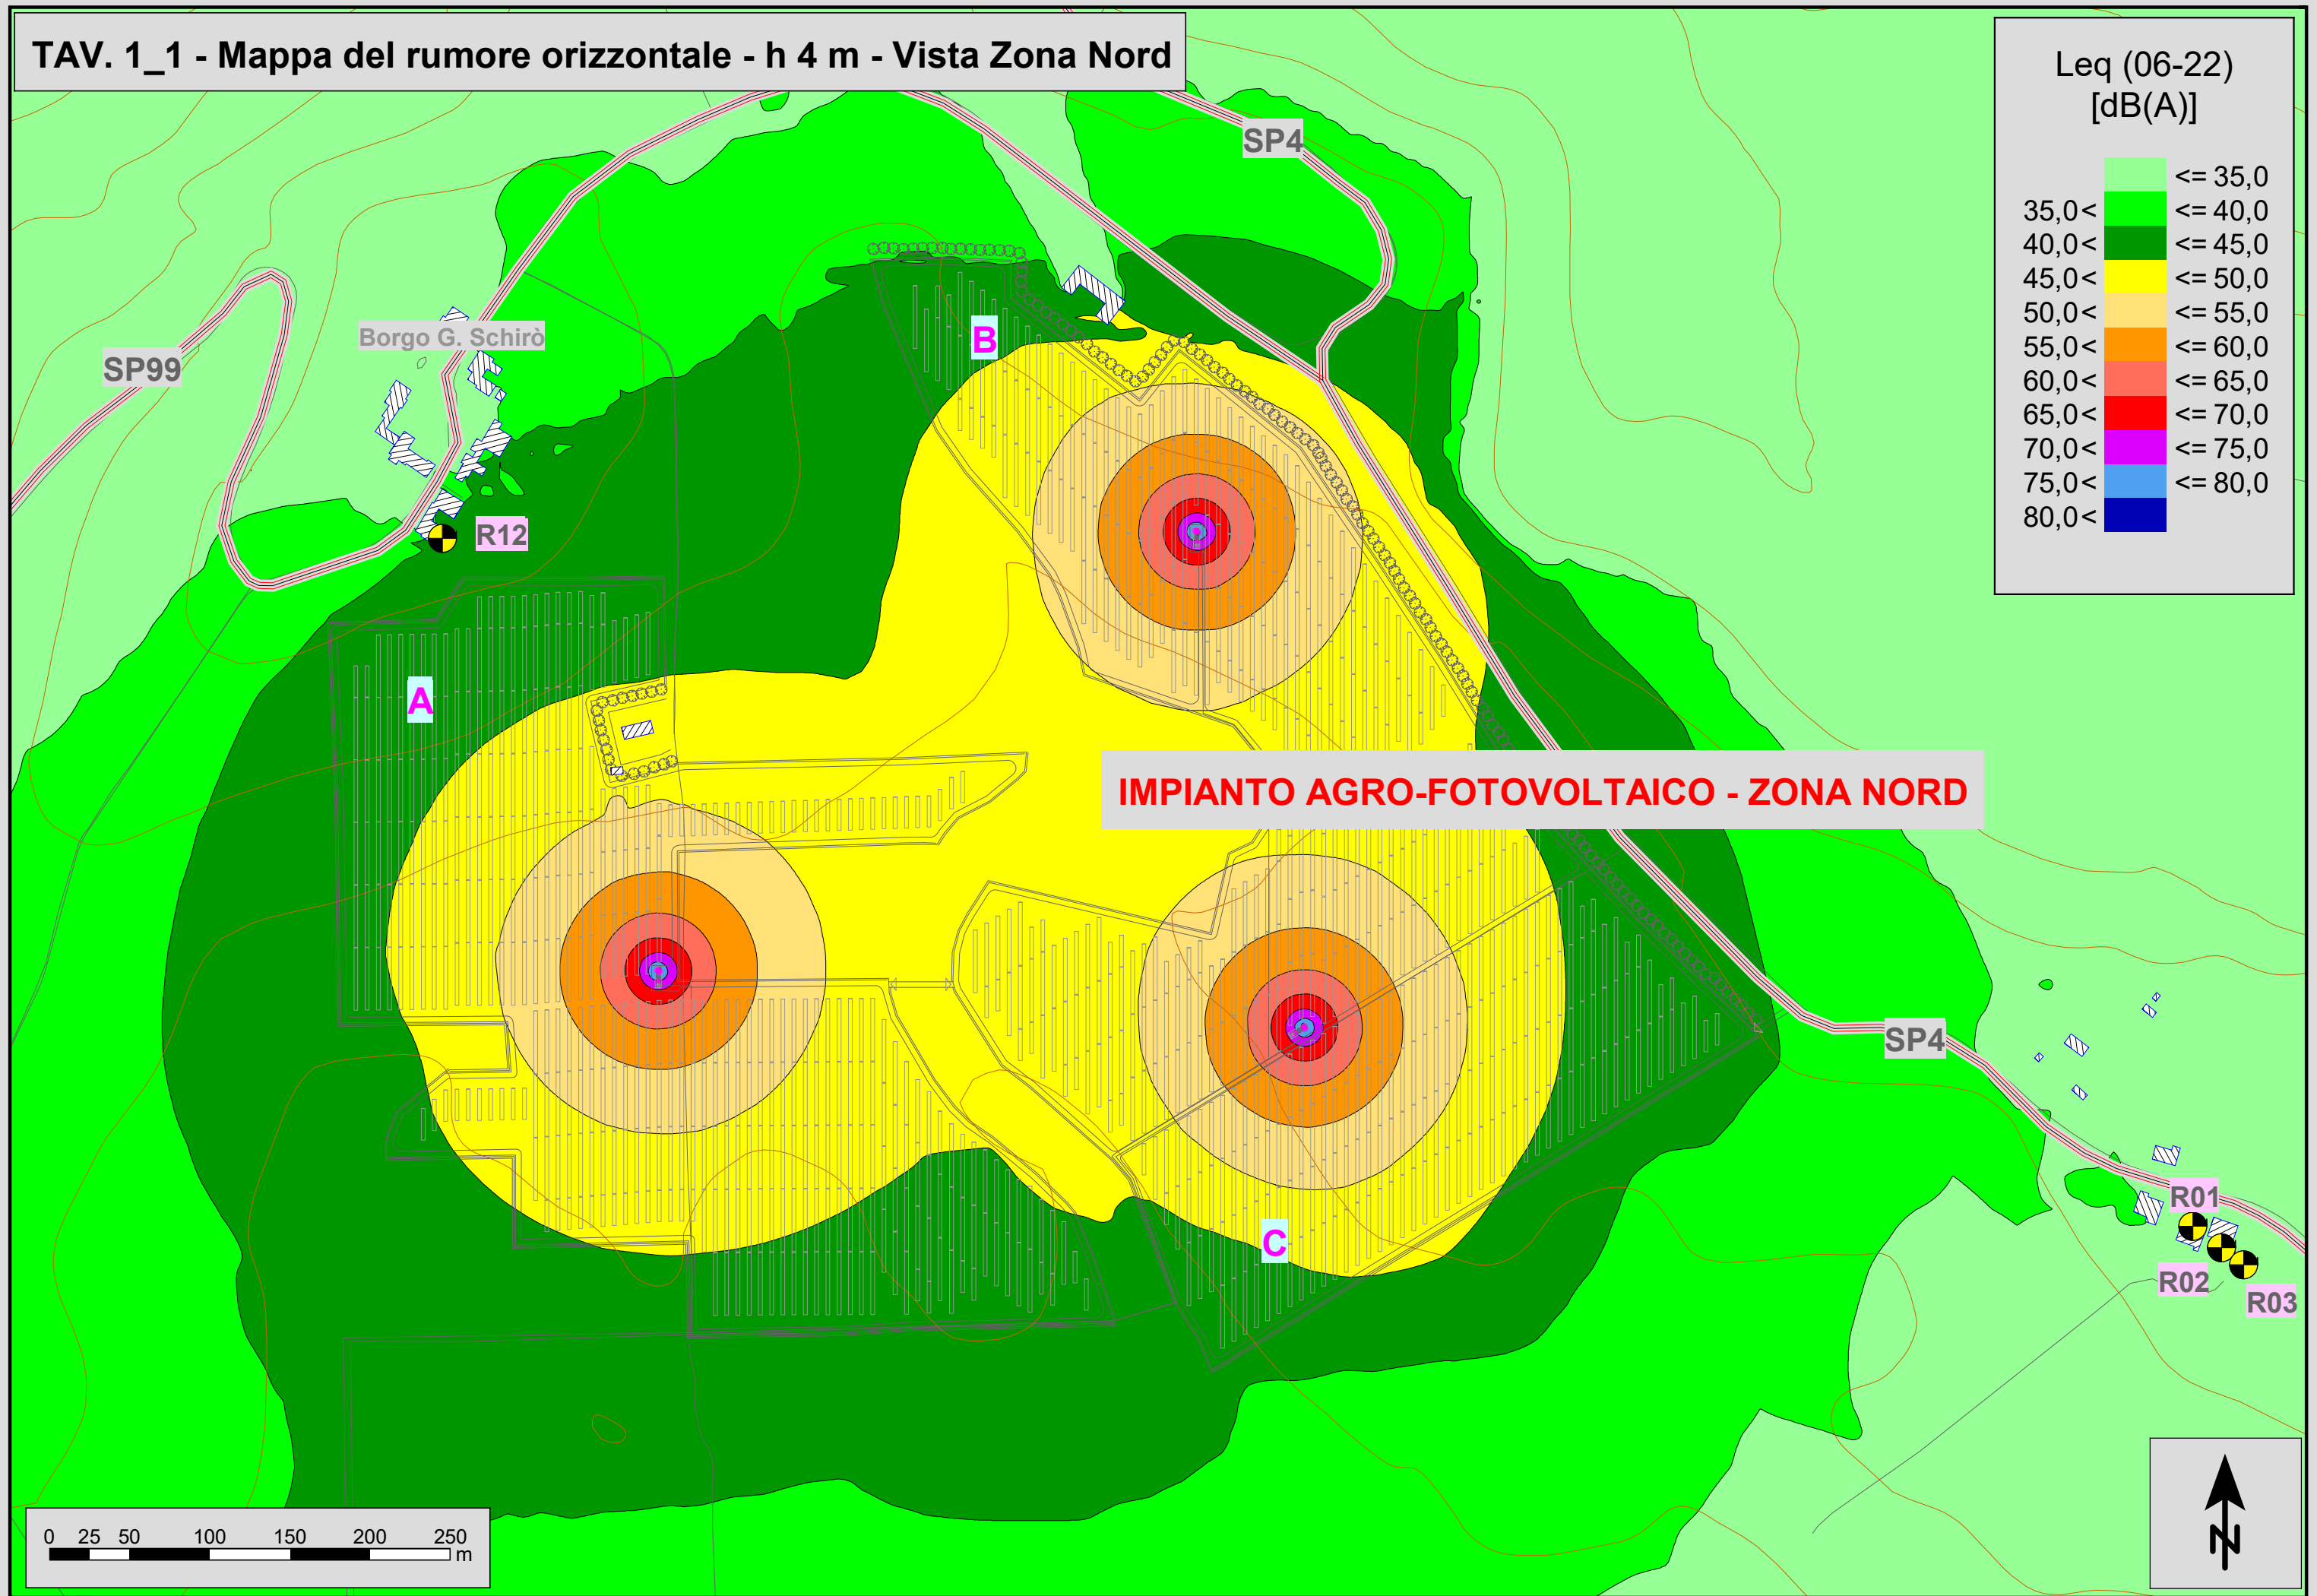 TAV. 1_1 - Mappa del rumore orizzontale - h 4 m - Vista Zona Nord
Leq (06-22)
[dB(A)]
<= 35,0
35,0< <= 40,0
40,0< <= 45,0
45,0< <= 50,0
50,0< <= 55,0
55,0< <= 60,0
60,0< <= 65,0
65,0< <= 70,0
70,0< <= 75,0
75,0< <= 80,0
80,0<
SP4
Borgo G. Schirò
SP99
B
R12
A
IMPIANTO AGRO-FOTOVOLTAICO - ZONA NORD
SP4
R01
C
R02
R03
0 25 50 100 150 200 250
m
N